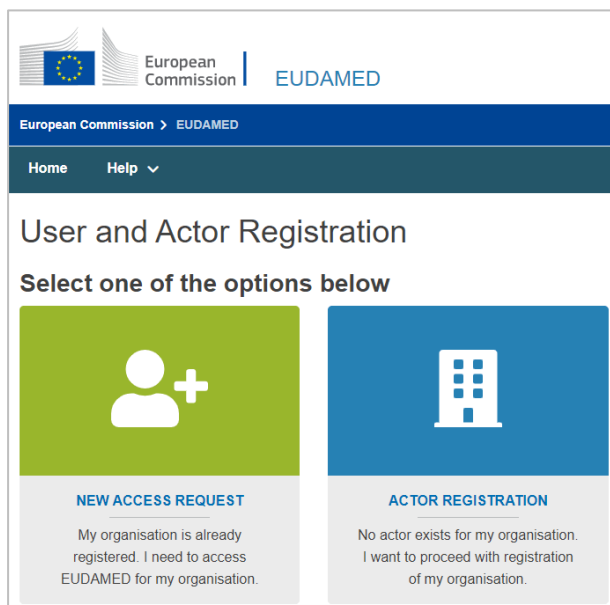 European
Commission
EUDAMED
European Commission > EUDAMED
Home Help
User and Actor Registration
Select one of the options below
NEW ACCESS REQUEST
My organisation is already
registered. I need to access
EUDAMED for my organisation.
ACTOR REGISTRATION
No actor exists for my organisation.
I want to proceed with registration
of my organisation.